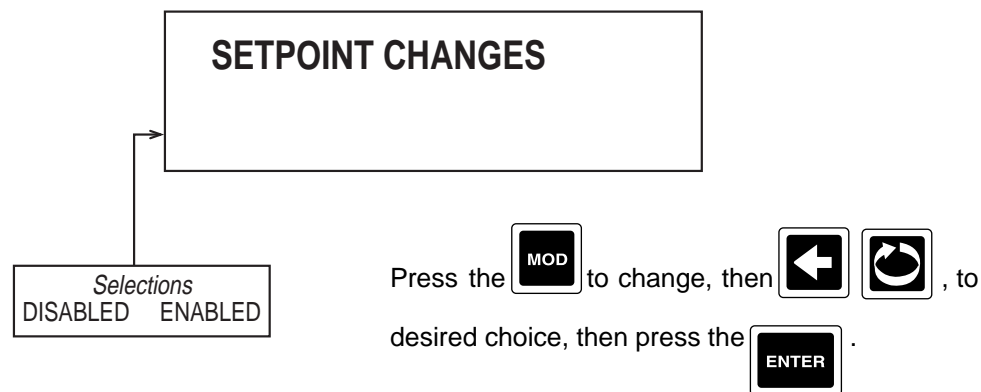 SETPOINT CHANGES
Selections
DISABLED ENABLED
Press the MOD to change, then , to
desired choice, then press the ENTER .